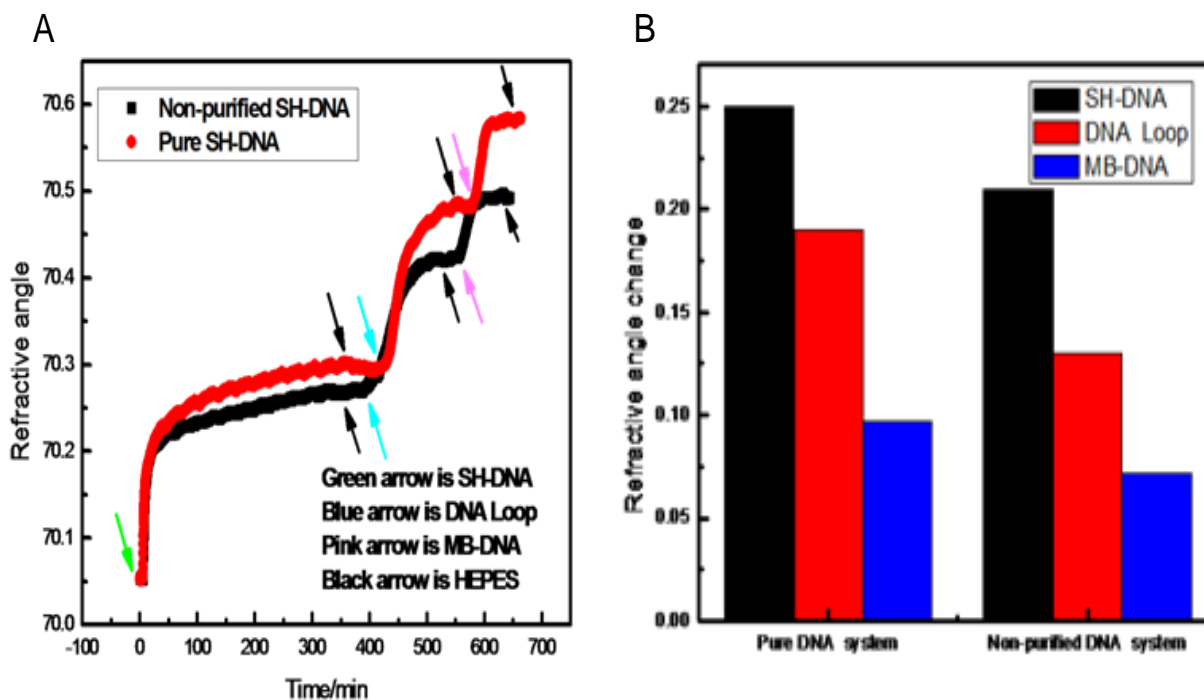 A
B
Non-purified SH-DNA
Pure SH-DNA
Refractive angle
70.6
70.5
70.4
70.3
70.2
70.1
70.0
Green arrow is SH-DNA
Blue arrow is DNA Loop
Pink arrow is MB-DNA
Black arrow is HEPES
-100 0 100 200 300 400 500 600 700
Time/min
SH-DNA
DNA Loop
MB-DNA
Refractive angle change
0.25
0.20
0.15
0.10
0.05
0.00
Pure DNA system
Non-purified DNA system